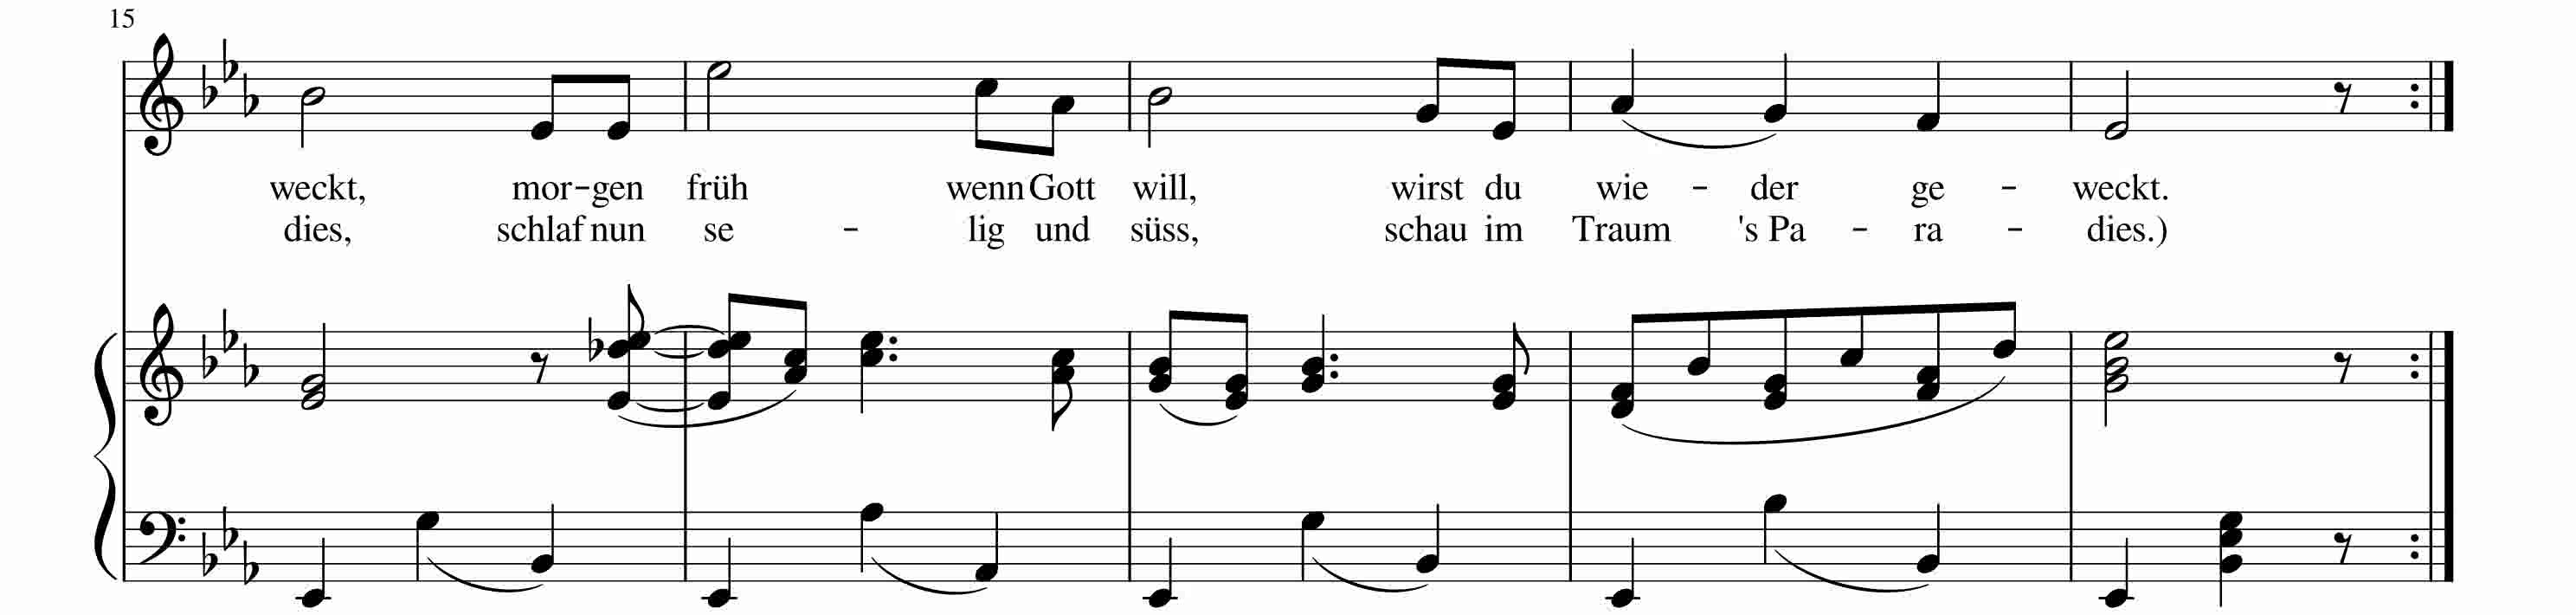 15
weckt, mor-gen früh wenn Gott will, wirst du wie - der ge - weckt.
dies, schlaf nun se - lig und süss, schau im Traum 's Pa - ra - dies.)